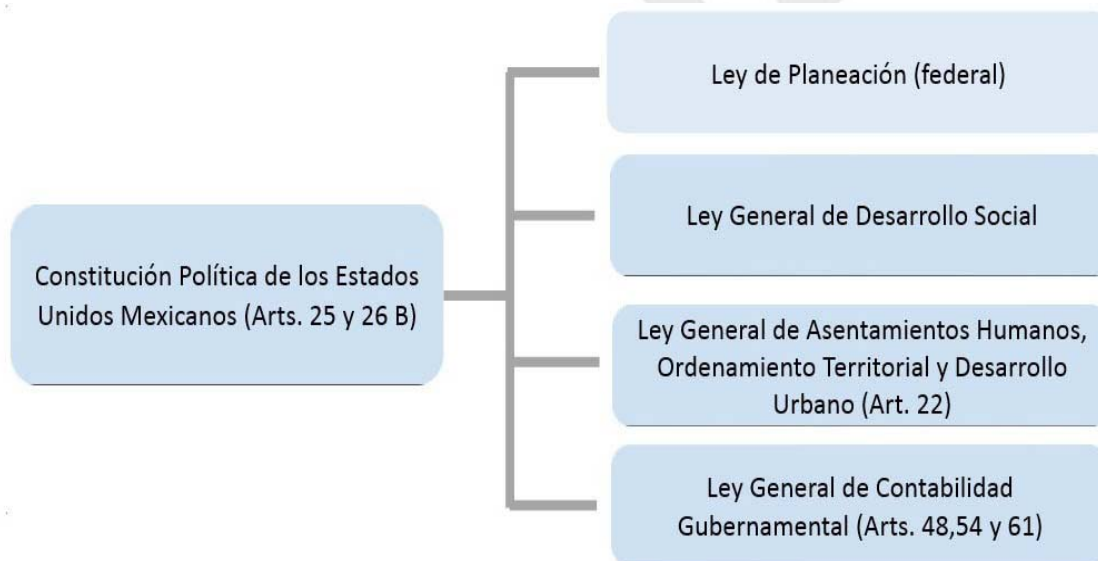 Ley de Planeación (federal)
Ley General de Desarrollo Social
Constitución Política de los Estados
Unidos Mexicanos (Arts. 25 y 26 B)
Ley General de Asentamientos Humanos,
Ordenamiento Territorial y Desarrollo
Urbano (Art. 22)
Ley General de Contabilidad
Gubernamental (Arts. 48,54 y 61)